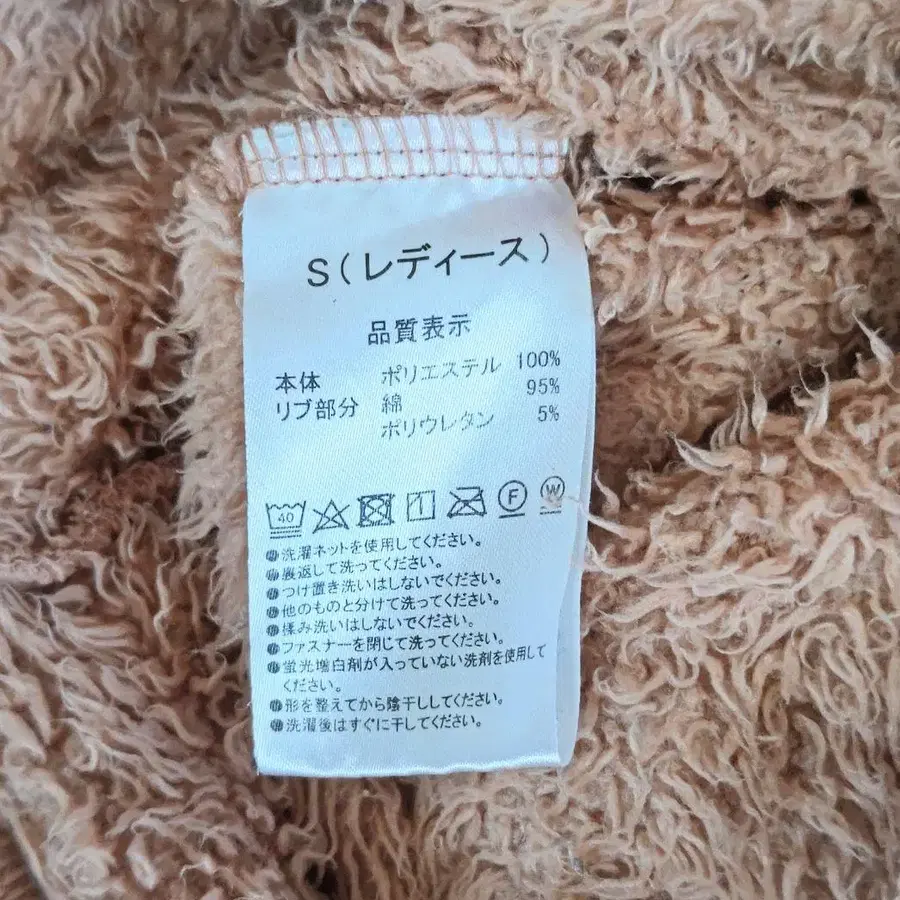 S(レディース)
品質表示
本体 ポリエステル 100%
リブ部分 綿 95%
ポリウレタン 5%
40 F W
●洗濯ネットを使用してください。
●裏返して洗ってください。
●つけ置き洗いはしないでください。
●他のものと分けて洗ってください。
●揉み洗いはしないでください。
●ファスナーを閉じて洗ってください。
●蛍光増白剤が入っていない洗剤を使用して
ください。
●形を整えてから陰干ししてください。
●洗濯後はすぐに干してください。